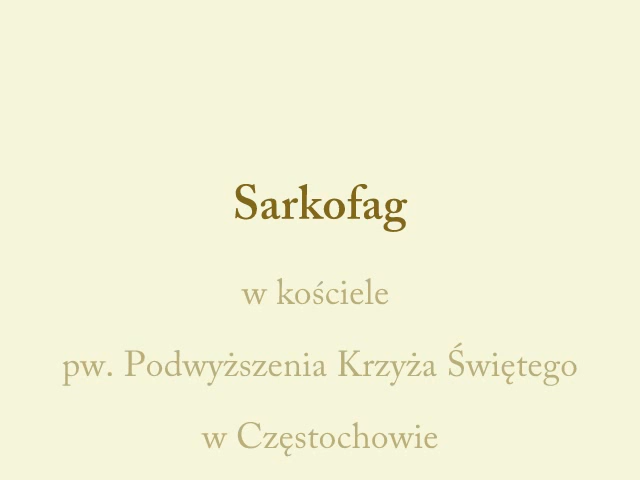 Sarkofag
w kościele
pw. Podwyższenia Krzyża Świętego
w Częstochowie